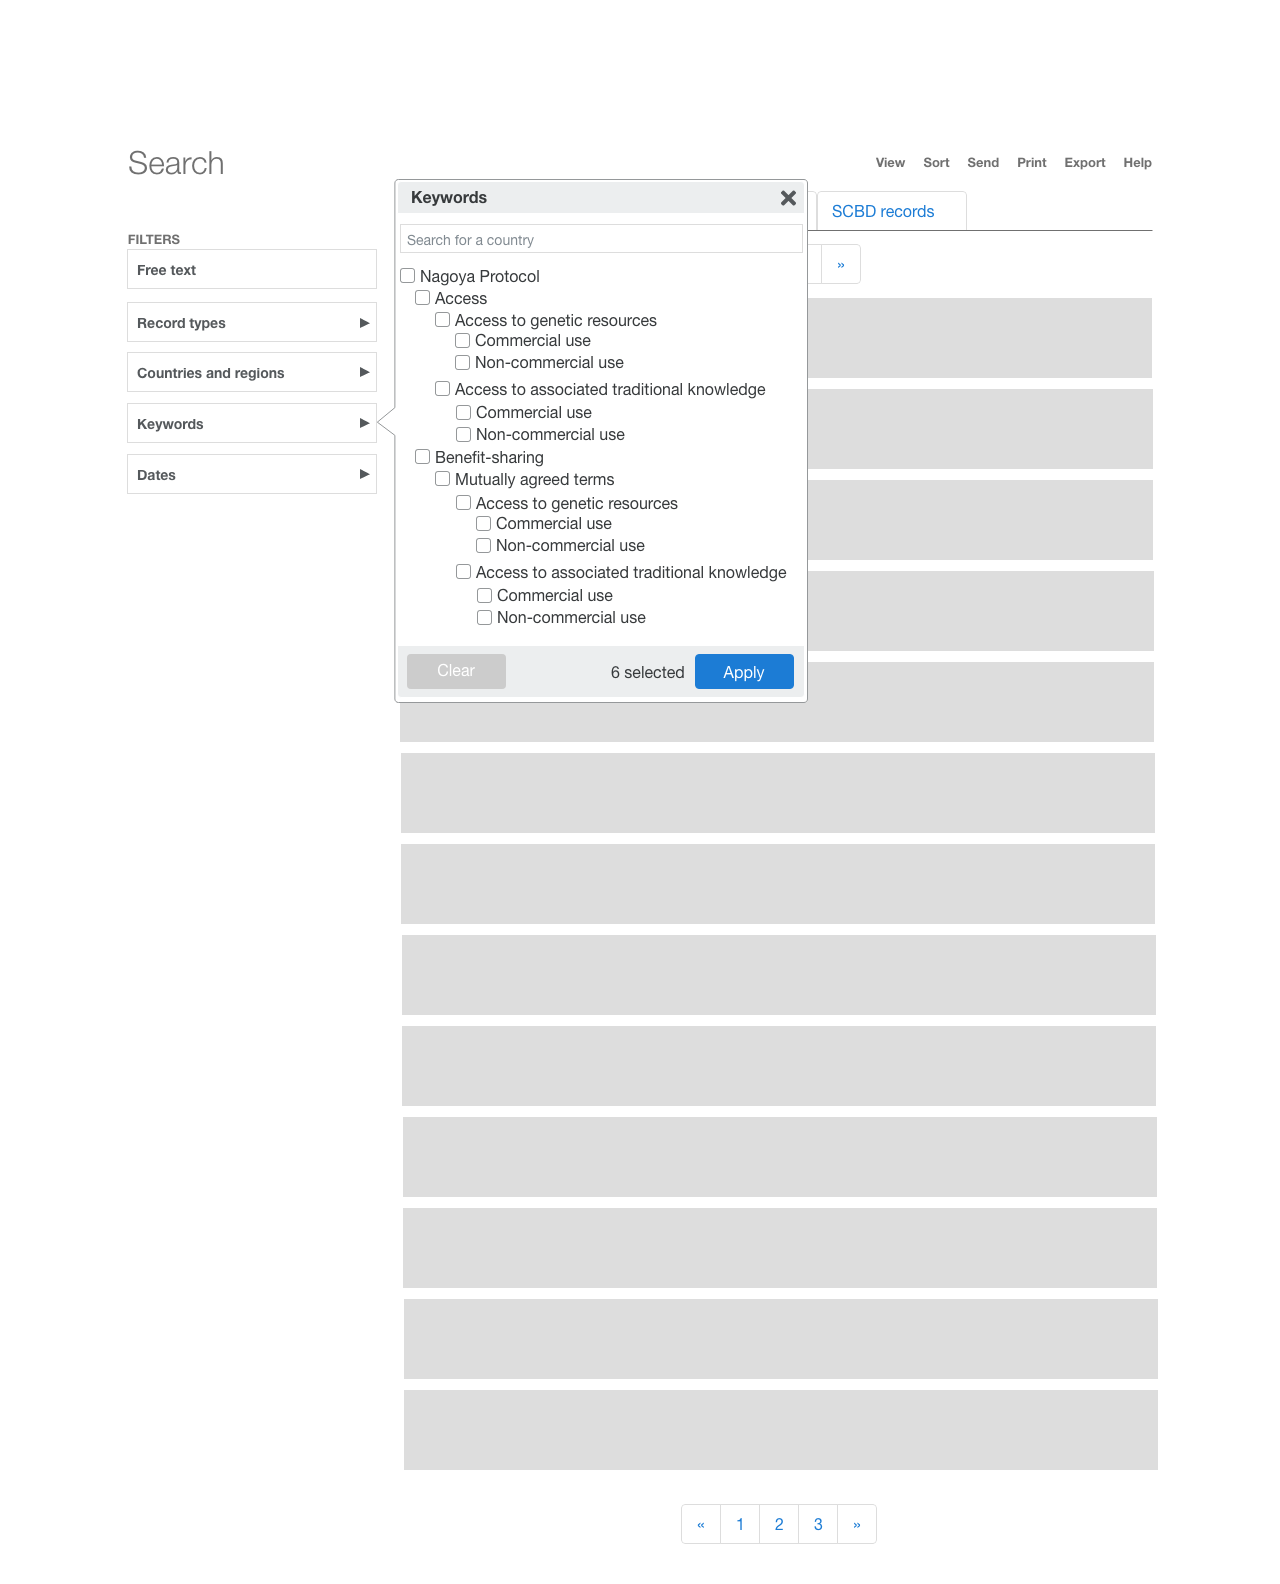 Search
View Sort Send Print Export Help
SCBD records
FILTERS
Free text
Record types
Countries and regions
Keywords
Dates
Keywords
Search for a country
Nagoya Protocol
Access
Access to genetic resources
Commercial use
Non-commercial use
Access to associated traditional knowledge
Commercial use
Non-commercial use
Benefit-sharing
Mutually agreed terms
Access to genetic resources
Commercial use
Non-commercial use
Access to associated traditional knowledge
Commercial use
Non-commercial use
Clear 6 selected Apply
»
« 1 2 3 »